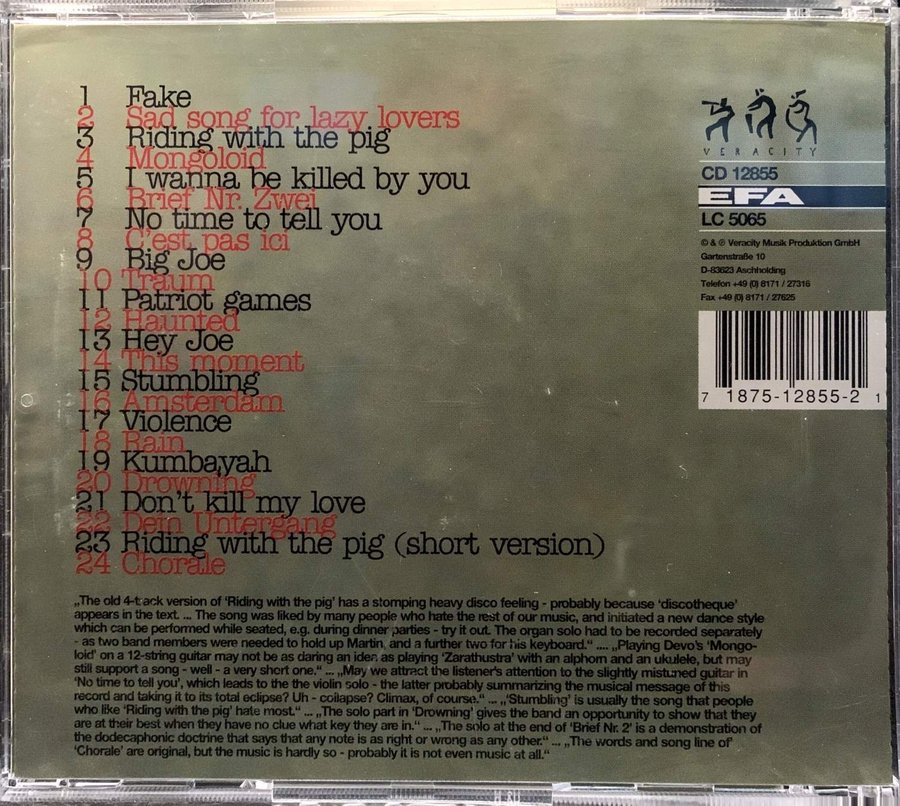 1 Fake
2 Sad song for lazy lovers
3 Riding with the pig
4 Mongoloid
5 I wanna be killed by you
6 Brief Nr. Zwei
7 No time to tell you
8 C'est pas ici
9 Big Joe
10 Traum
11 Patriot games
12 Haunted
13 Hey Joe
14 This moment
15 Stumbling
16 Amsterdam
17 Violence
18 Rain
19 Kumbayah
20 Drowning
21 Don't kill my love
22 Dein Untergang
23 Riding with the pig (short version)
24 Chorale
VERACITY
CD 12855
EFA
LC 5065
© & ℗ Veracity Musik Produktion GmbH
Gartenstraße 10
D-83623 Aschholding
Telefon +49 (0) 8171 / 27316
Fax +49 (0) 8171 / 27625
7 1875-12855-2 1
„The old 4-track version of 'Riding with the pig' has a stomping heavy disco feeling - probably because 'discotheque'
appears in the text. ... The song was liked by many people who hate the rest of our music, and initiated a new dance style
which can be performed while seated, e.g. during dinner parties - try it out. The organ solo had to be recorded separately
- as two band members were needed to hold up Martin, and a further two for his keyboard.“ .... „Playing Devo's 'Mongo-
loid' on a 12-string guitar may not be as daring an idea as playing 'Zarathustra' with an alphorn and an ukulele, but may
still support a song - well - a very short one.“ ... „May we attract the listener's attention to the slightly mistuned guitar in
'No time to tell you', which leads to the the violin solo - the latter probably summarizing the musical message of this
record and taking it to its total eclipse? Uh - collapse? Climax, of course.“ ... „'Stumbling' is usually the song that people
who like 'Riding with the pig' hate most.“ ... „The solo part in 'Drowning' gives the band an opportunity to show that they
are at their best when they have no clue what key they are in.“ ... „The solo at the end of 'Brief Nr. 2' is a demonstration of
the dodecaphonic doctrine that says that any note is as right or wrong as any other.“ ... „The words and song line of'
'Chorale' are original, but the music is hardly so - probably it is not even music at all.“